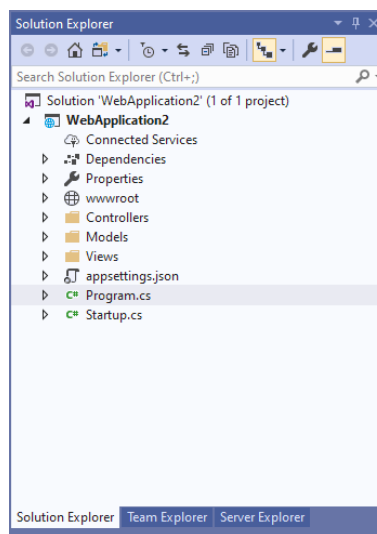 Solution Explorer
Search Solution Explorer (Ctrl+;)
Solution 'WebApplication2' (1 of 1 project)
WebApplication2
Connected Services
Dependencies
Properties
wwwroot
Controllers
Models
Views
appsettings.json
C# Program.cs
C# Startup.cs
Solution Explorer Team Explorer Server Explorer